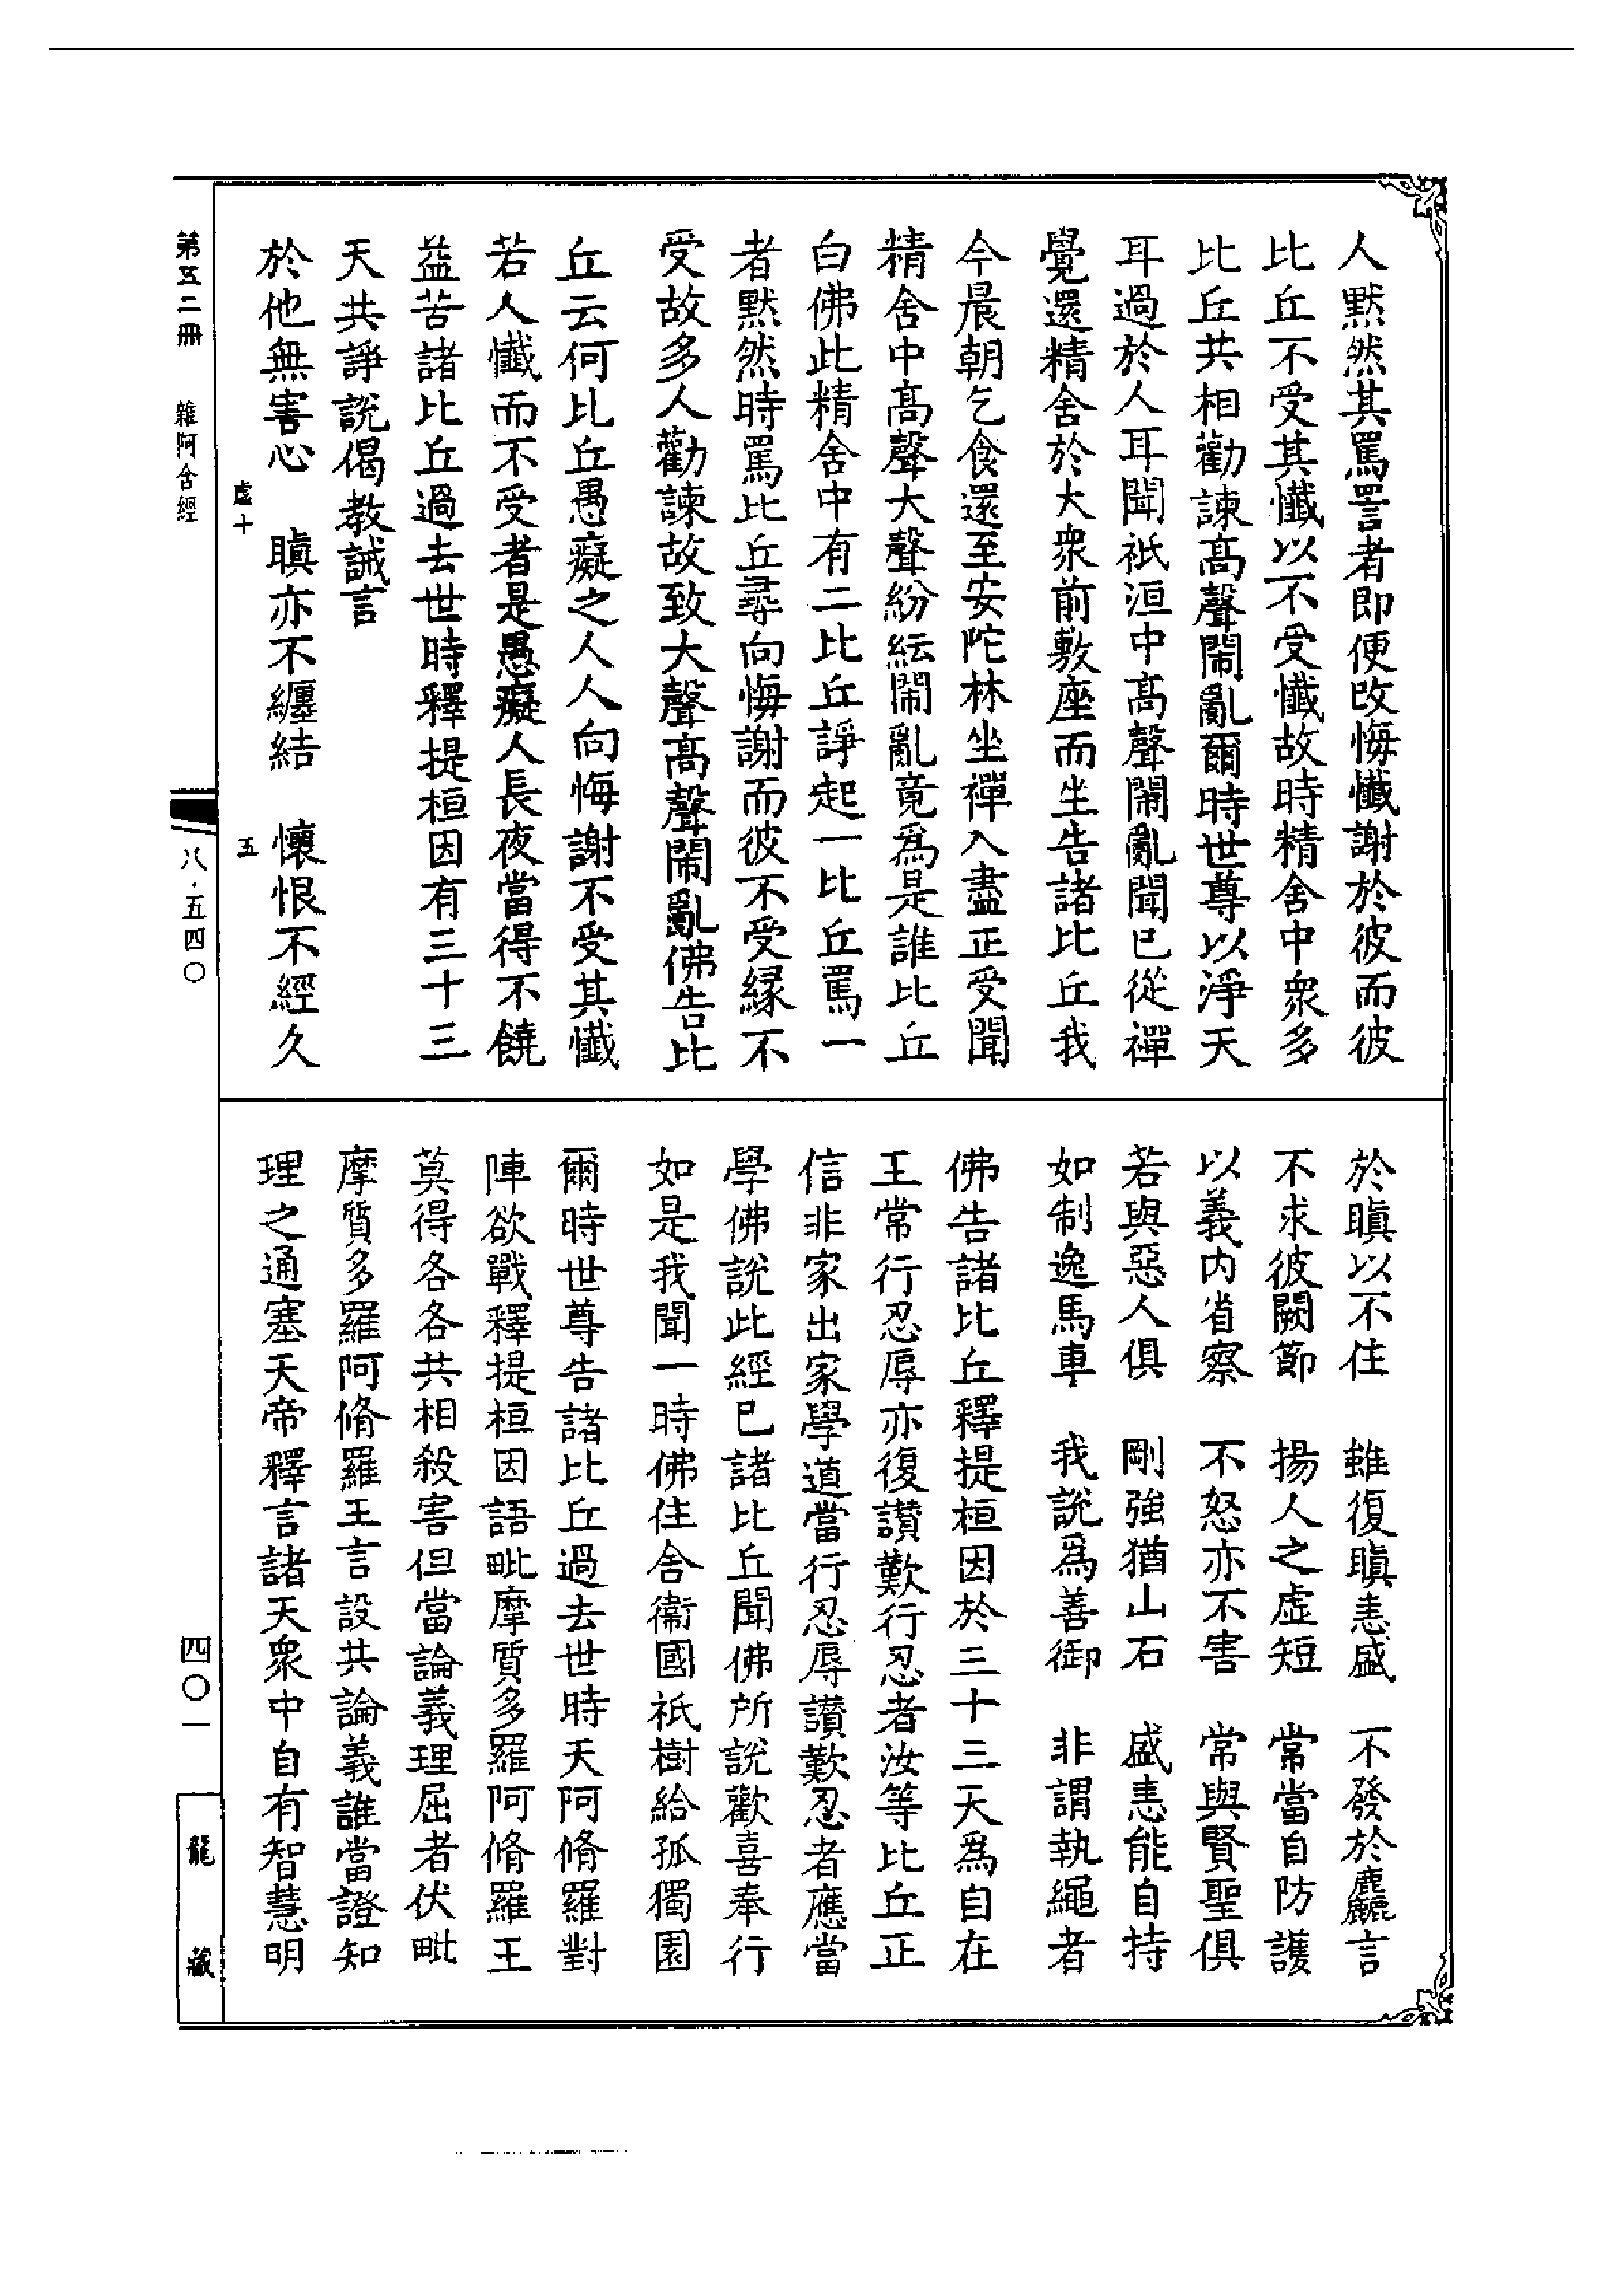 人默然其罵詈者即便改悔懺謝於彼而彼
比丘不受其懺以不受懺故時精舍中衆多
比丘共相勸諫高聲鬧亂爾時世尊以淨天
耳過於人耳聞祇洹中高聲鬧亂聞已從禪
覺還精舍於大衆前敷座而坐告諸比丘我
今晨朝乞食還至安陀林坐禪入盡正受聞
精舍中高聲大聲紛紜鬧亂竟為是誰比丘
白佛此精舍中有二比丘諍起一比丘罵一
者默然時罵比丘尋向悔謝而彼不受緣不
受故多人勸諫故致大聲高聲鬧亂佛告比
丘云何比丘愚癡之人人向悔謝不受其懺
若人懺而不受者是愚癡人長夜當得不饒
益苦諸比丘過去世時釋提桓因有三十三
天共諍說偈教誡言
於他無害心　瞋亦不纏結　懷恨不經久
於瞋以不住　雖復瞋恚盛　不發於麤言
不求彼闕節　揚人之虛短　常當自防護
以義內省察　不怒亦不害　常與賢聖俱
若與惡人俱　剛強猶山石　盛恚能自持
如制逸馬車　我說為善御　非謂執繩者
佛告諸比丘釋提桓因於三十三天為自在
王常行忍辱亦復讚歎行忍者汝等比丘正
信非家出家學道當行忍辱讚歎忍者應當
學佛說此經已諸比丘聞佛所說歡喜奉行
如是我聞一時佛住舍衛國祇樹給孤獨園
爾時世尊告諸比丘過去世時天阿脩羅對
陣欲戰釋提桓因語毗摩質多羅阿脩羅王
莫得各各共相殺害但當論義理屈者伏毗
摩質多羅阿脩羅王言設共論義誰當證知
理之通塞天帝釋言諸天衆中自有智慧明
虛十
五
第五二冊　雜阿含經
八·五四〇
四〇一
龍藏